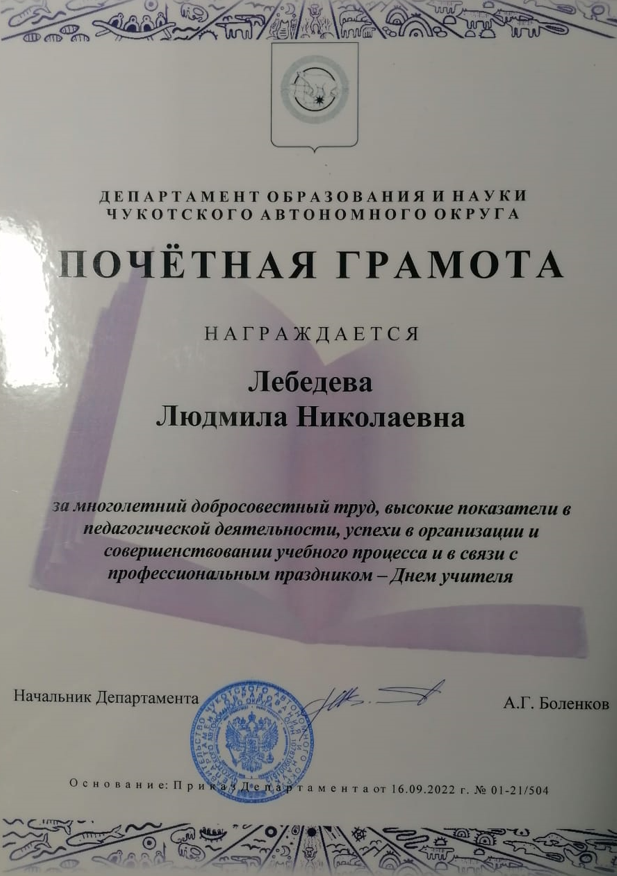 ДЕПАРТАМЕНТ ОБРАЗОВАНИЯ И НАУКИ
ЧУКОТСКОГО АВТОНОМНОГО ОКРУГА
ПОЧЁТНАЯ ГРАМОТА
НАГРАЖДАЕТСЯ
Лебедева
Людмила Николаевна
за многолетний добросовестный труд, высокие показатели в
педагогической деятельности, успехи в организации и
совершенствовании учебного процесса и в связи с
профессиональным праздником – Днем учителя
Начальник Департамента
А.Г. Боленков
Основание: Приказ Департамента от 16.09.2022 г. № 01-21/504